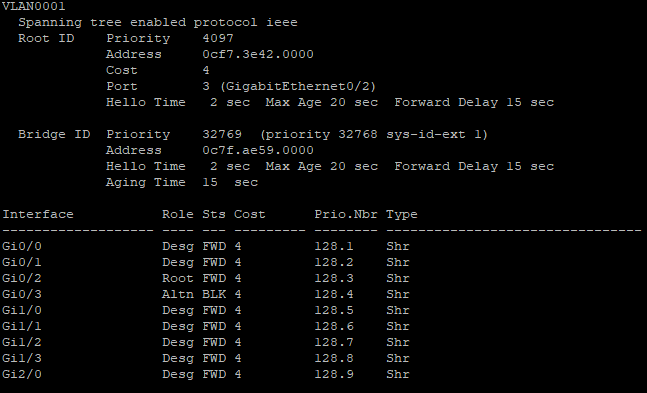 VLAN0001
  Spanning tree enabled protocol ieee
  Root ID    Priority    4097
             Address     0cf7.3e42.0000
             Cost        4
             Port        3 (GigabitEthernet0/2)
             Hello Time   2 sec  Max Age 20 sec  Forward Delay 15 sec
  Bridge ID  Priority    32769  (priority 32768 sys-id-ext 1)
             Address     0c7f.ae59.0000
             Hello Time   2 sec  Max Age 20 sec  Forward Delay 15 sec
             Aging Time  15  sec
Interface           Role Sts Cost      Prio.Nbr Type
------------------- ---- --- --------- -------- --------------------------------
Gi0/0               Desg FWD 4         128.1    Shr
Gi0/1               Desg FWD 4         128.2    Shr
Gi0/2               Root FWD 4         128.3    Shr
Gi0/3               Altn BLK 4         128.4    Shr
Gi1/0               Desg FWD 4         128.5    Shr
Gi1/1               Desg FWD 4         128.6    Shr
Gi1/2               Desg FWD 4         128.7    Shr
Gi1/3               Desg FWD 4         128.8    Shr
Gi2/0               Desg FWD 4         128.9    Shr